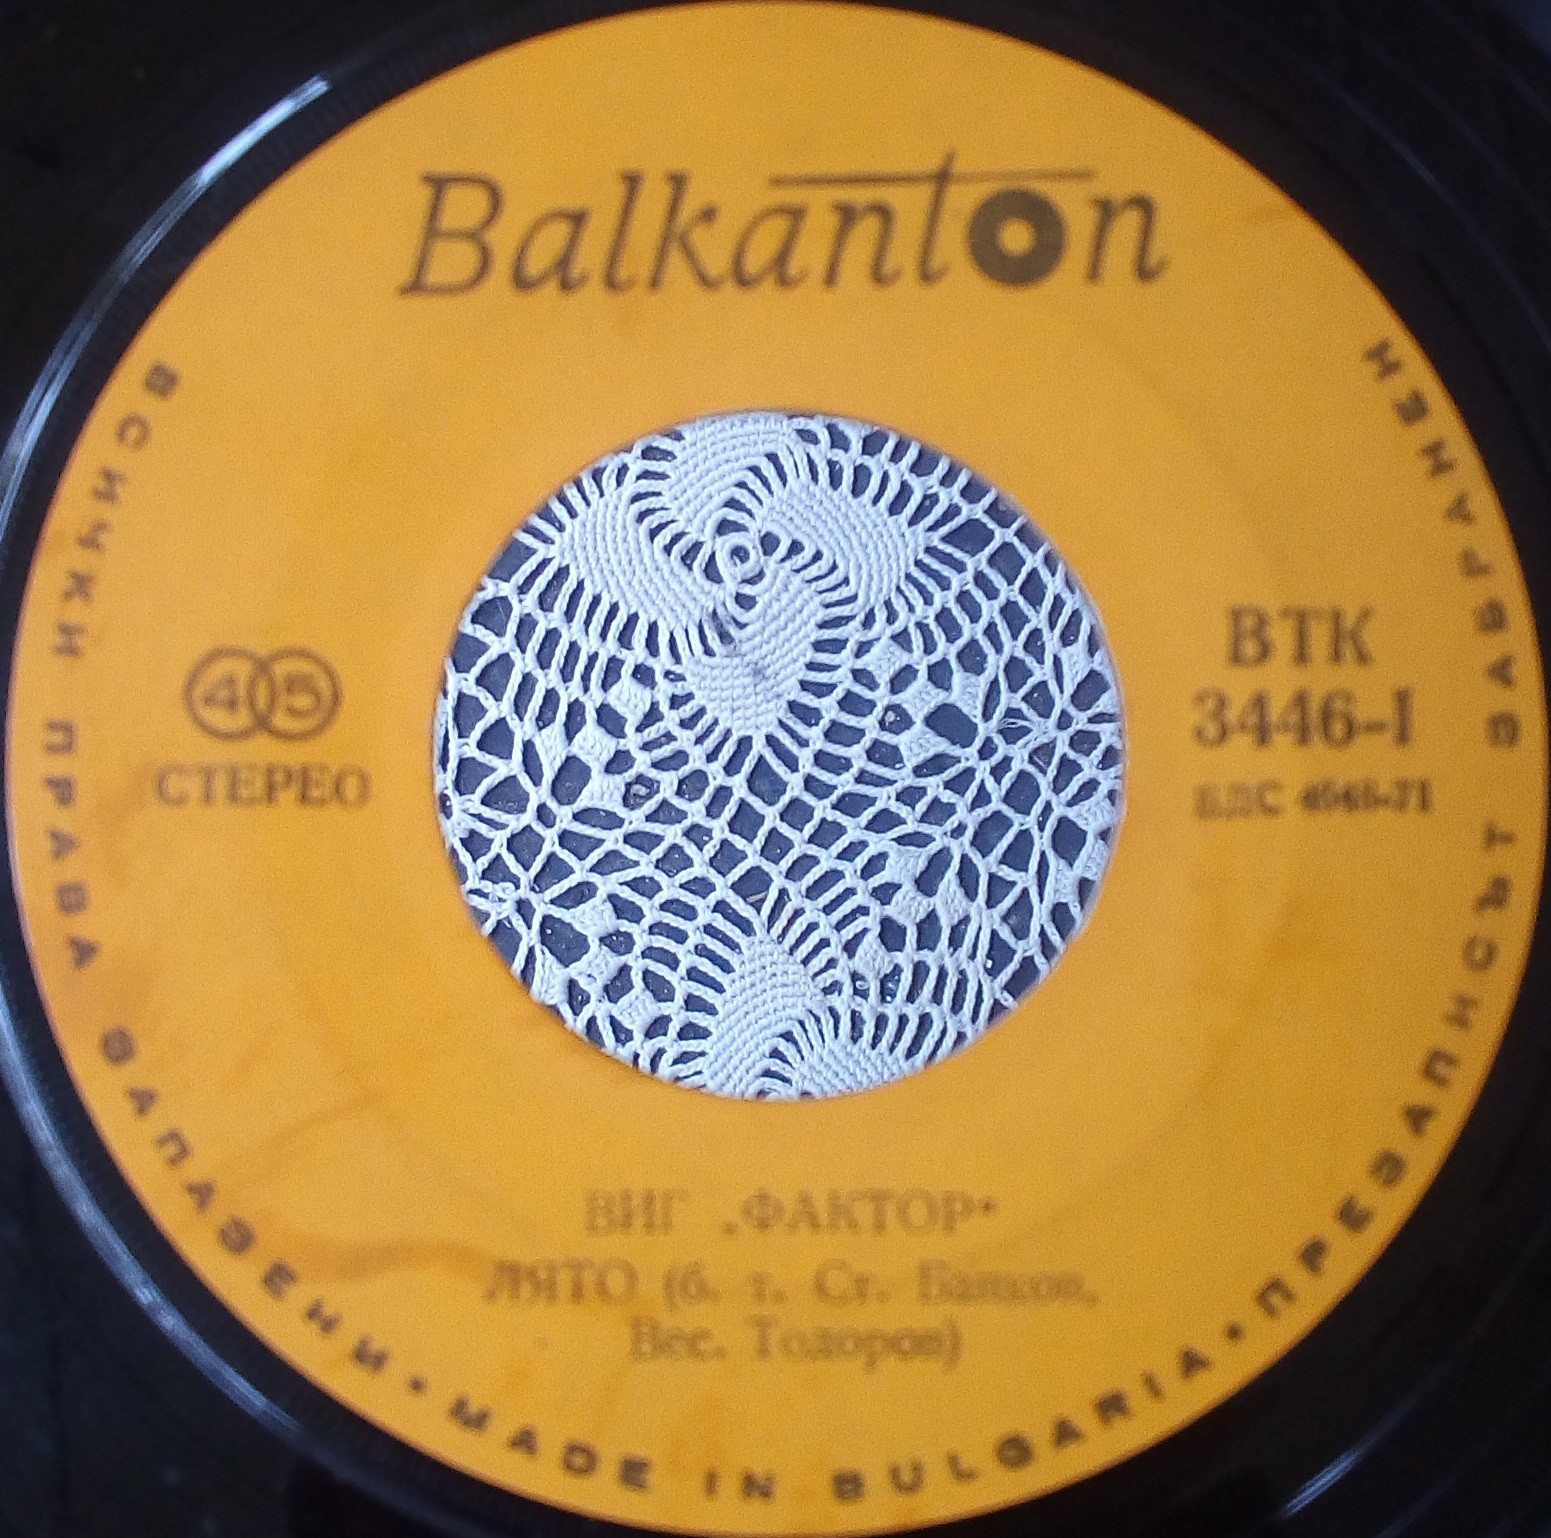 Balkanton
45
СТЕРЕО
ВТК
3446-I
ВИГ „ФАКТОР“
ЛЯТО (б. т. Ст. Банков,
Вес. Тодоров)
ВСИЧКИ ПРАВА ЗАПАЗЕНИ • MADE IN BULGARIA • ПРЕЗАПИСЪТ ЗАБРАНЕН